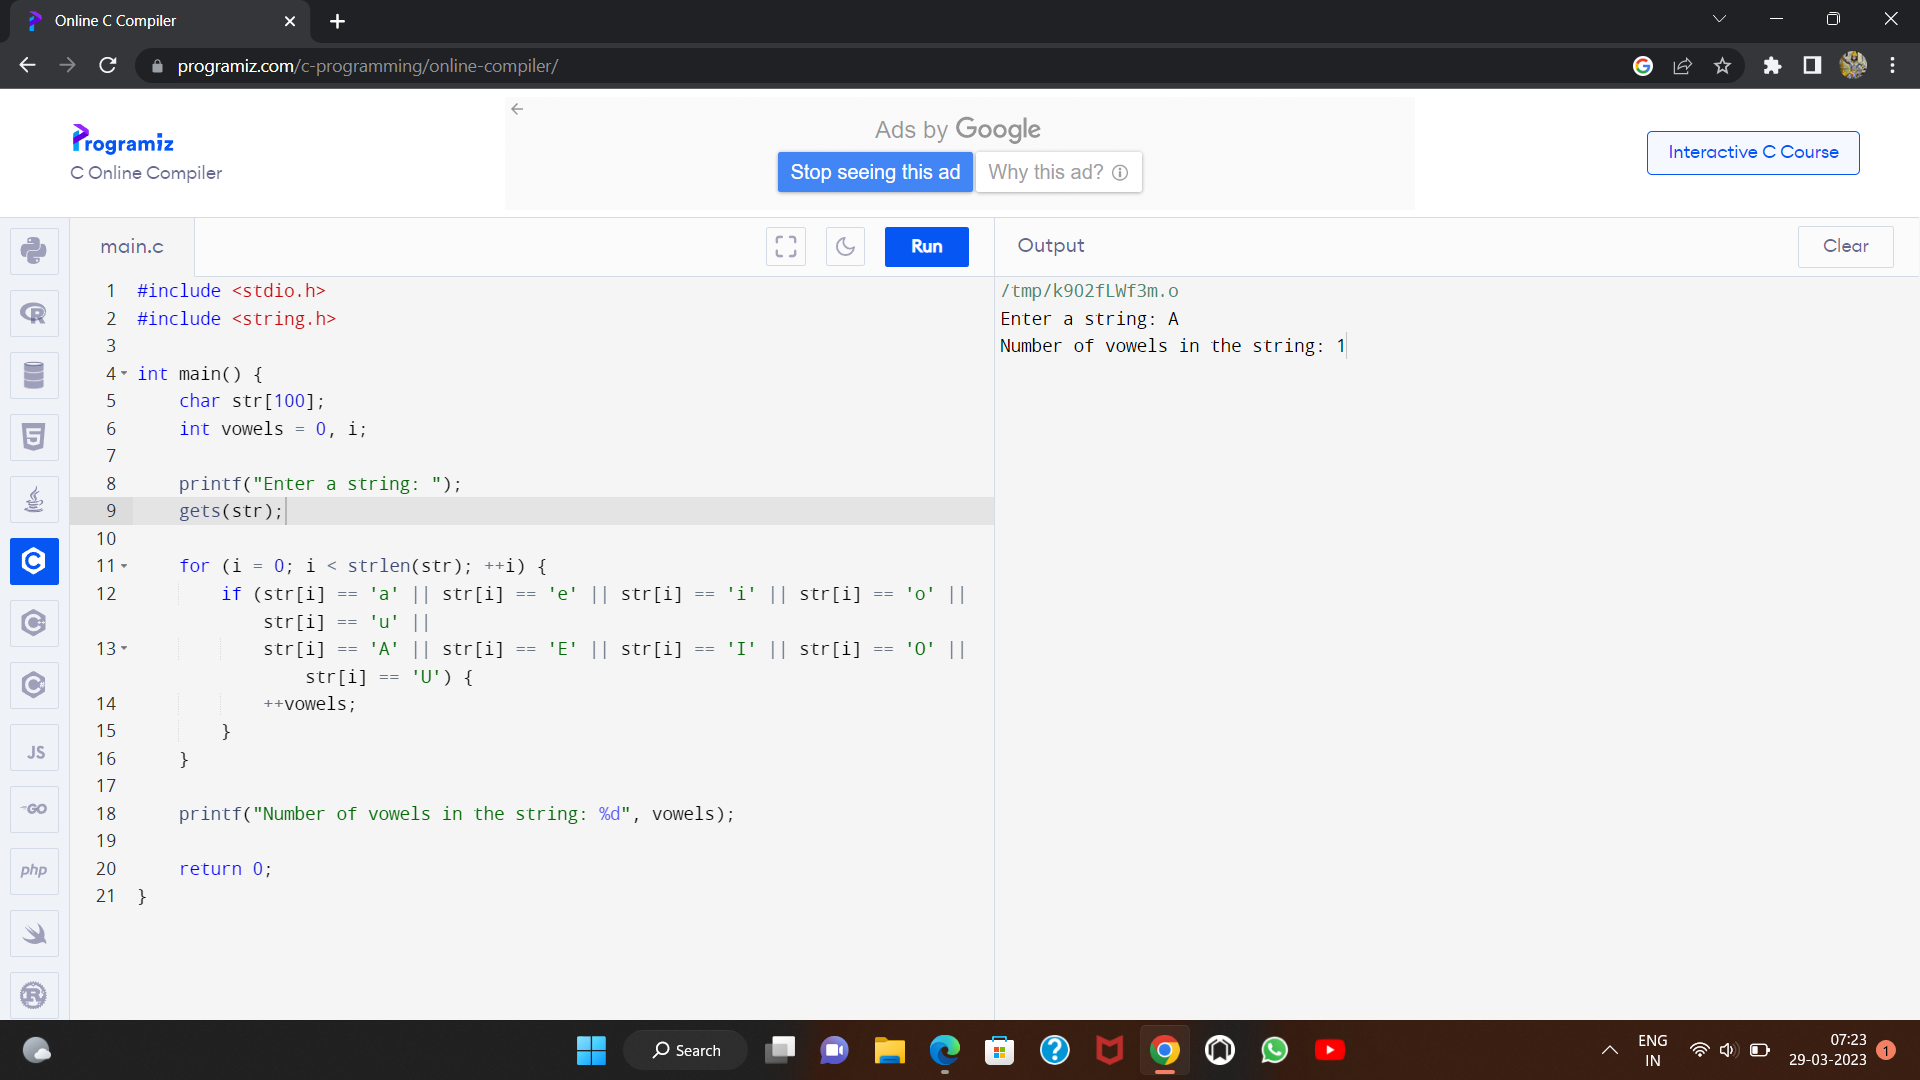 Online C Compiler
programiz.com/c-programming/online-compiler/
Programiz
C Online Compiler
Ads by Google
Stop seeing this ad
Why this ad?
Interactive C Course
main.c
Run
Output
Clear
1 #include <stdio.h>
2 #include <string.h>
3
4 int main() {
5     char str[100];
6     int vowels = 0, i;
7
8     printf("Enter a string: ");
9     gets(str);
10
11     for (i = 0; i < strlen(str); ++i) {
12         if (str[i] == 'a' || str[i] == 'e' || str[i] == 'i' || str[i] == 'o' ||
            str[i] == 'u' ||
13             str[i] == 'A' || str[i] == 'E' || str[i] == 'I' || str[i] == 'O' ||
                str[i] == 'U') {
14             ++vowels;
15         }
16     }
17
18     printf("Number of vowels in the string: %d", vowels);
19
20     return 0;
21 }
/tmp/k902fLWf3m.o
Enter a string: A
Number of vowels in the string: 1
R
5
C
C
C
JS
GO
php
R
Search
ENG
IN
07:23
29-03-2023
1